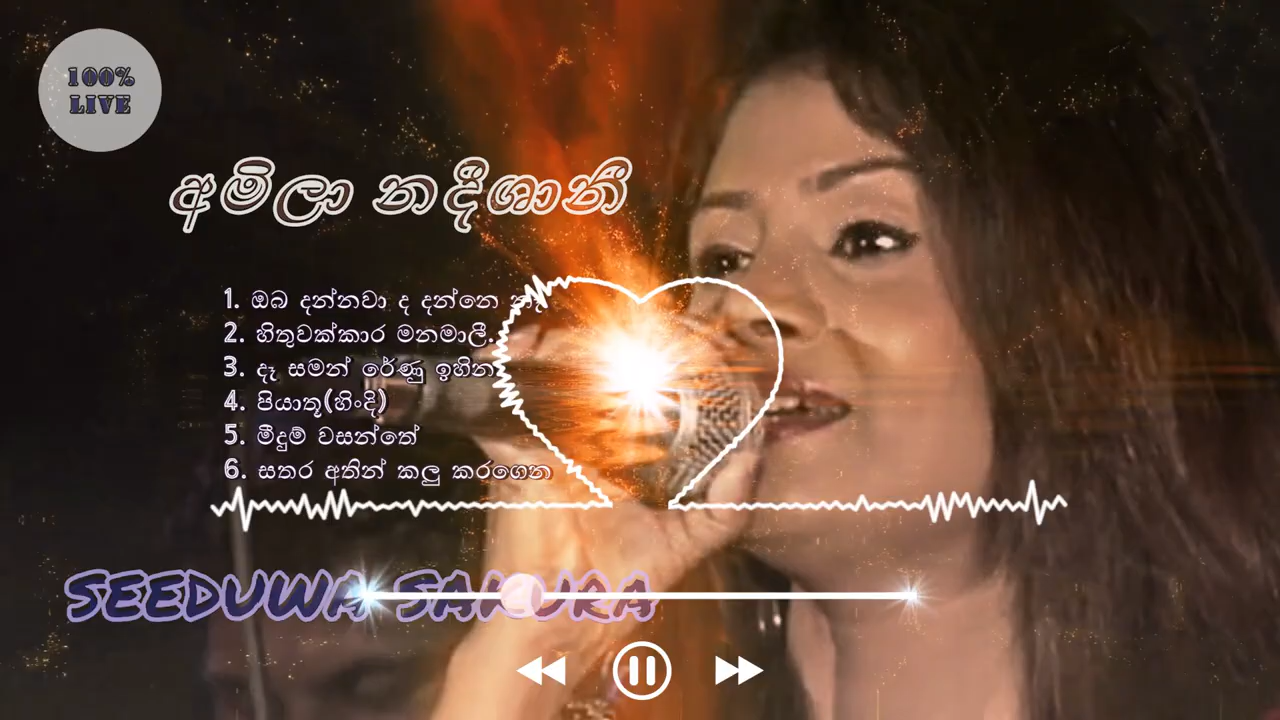 100%
LIVE
අමිලා නදීශානී
1. ඔබ දන්නවා ද දන්නෙ නෑ
2. හිතුවක්කාර මනමාලී.
3. දෑ සමන් රේණු ඉහින
4. පියාතූ(හිංදි)
5. මීදුම් වසන්තේ
6. සතර අතින් කලු කරගෙන
SEEDUWA SAKURA